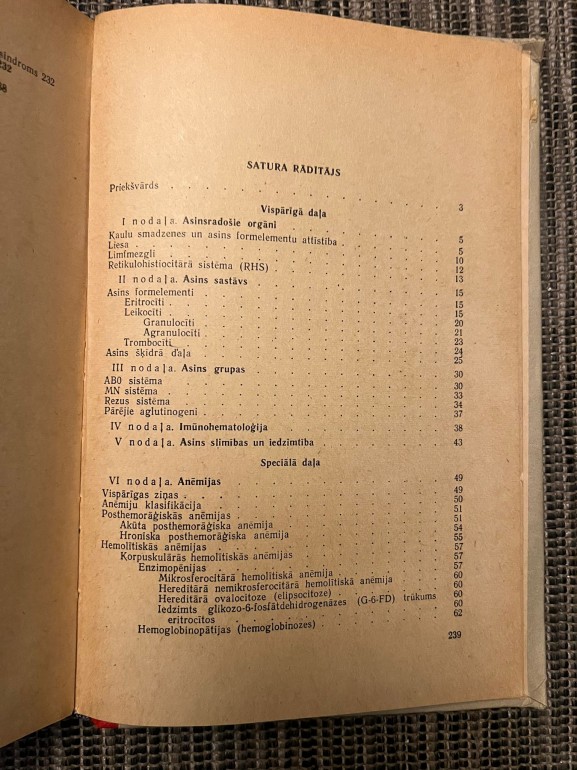 sindroms 232
232
SATURA RĀDĪTĀJS
Priekšvārds 3
Vispārīgā daļa
I nodaļa. Asinsradošie orgāni 5
Kaulu smadzenes un asins formelementu attīstība 5
Liesa 10
Limfmezgli 12
Retikulohistiocitārā sistēma (RHS) 13
II nodaļa. Asins sastāvs 15
Asins formelementi 15
Eritrocīti 15
Leikocīti 20
Granulocīti 21
Agranulocīti 23
Trombocīti 24
Asins šķidrā daļa 25
III nodaļa. Asins grupas 30
AB0 sistēma 30
MN sistēma 33
Rezus sistēma 34
Pārējie aglutinogeni 37
IV nodaļa. Imūnohematoloģija 38
V nodaļa. Asins slimības un iedzimtība 43
Speciālā daļa
VI nodaļa. Anēmijas 49
Vispārīgas ziņas 49
Anēmiju klasifikācija 50
Posthemorāģiskās anēmijas 51
Akūta posthemorāģiska anēmija 51
Hroniska posthemorāģiska anēmija 54
Hemolītiskās anēmijas 55
Korpuskulārās hemolītiskās anēmijas 57
Enzimopēnijas 57
Mikrosferocitārā hemolītiskā anēmija 57
Hereditārā nemikrosferocitārā hemolītiskā anēmija 60
Hereditārā ovalocitoze (elipsocitoze) 60
Iedzimts glikozo-6-fosfātdehidrogenāzes (G-6-FD) trūkums
eritrocītos 60
Hemoglobinopātijas (hemoglobinozes) 62
239